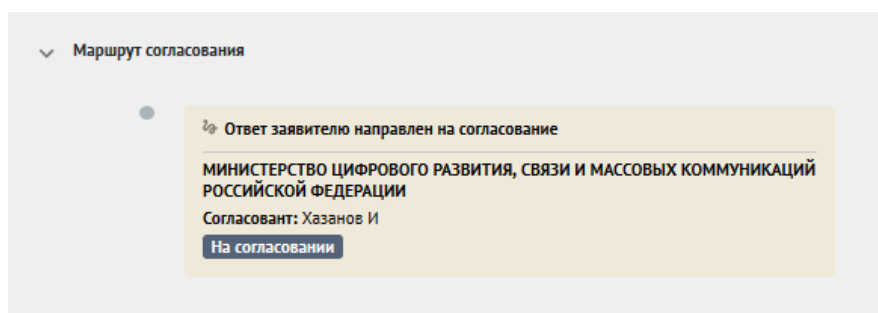 Маршрут согласования
Ответ заявителю направлен на согласование
МИНИСТЕРСТВО ЦИФРОВОГО РАЗВИТИЯ, СВЯЗИ И МАССОВЫХ КОММУНИКАЦИЙ
РОССИЙСКОЙ ФЕДЕРАЦИИ
Согласовант: Хазанов И
На согласовании